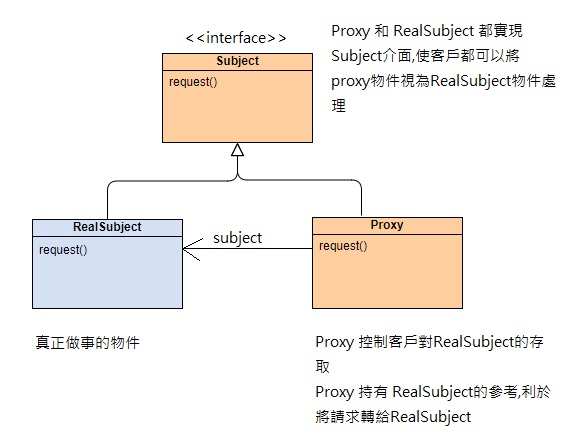 <<interface>>
Subject
request()
Proxy 和 RealSubject 都實現
Subject介面,使客戶都可以將
proxy物件視為RealSubject物件處
理
RealSubject
request()
subject
Proxy
request()
真正做事的物件
Proxy 控制客戶對RealSubject的存
取
Proxy 持有 RealSubject的參考,利於
將請求轉給RealSubject